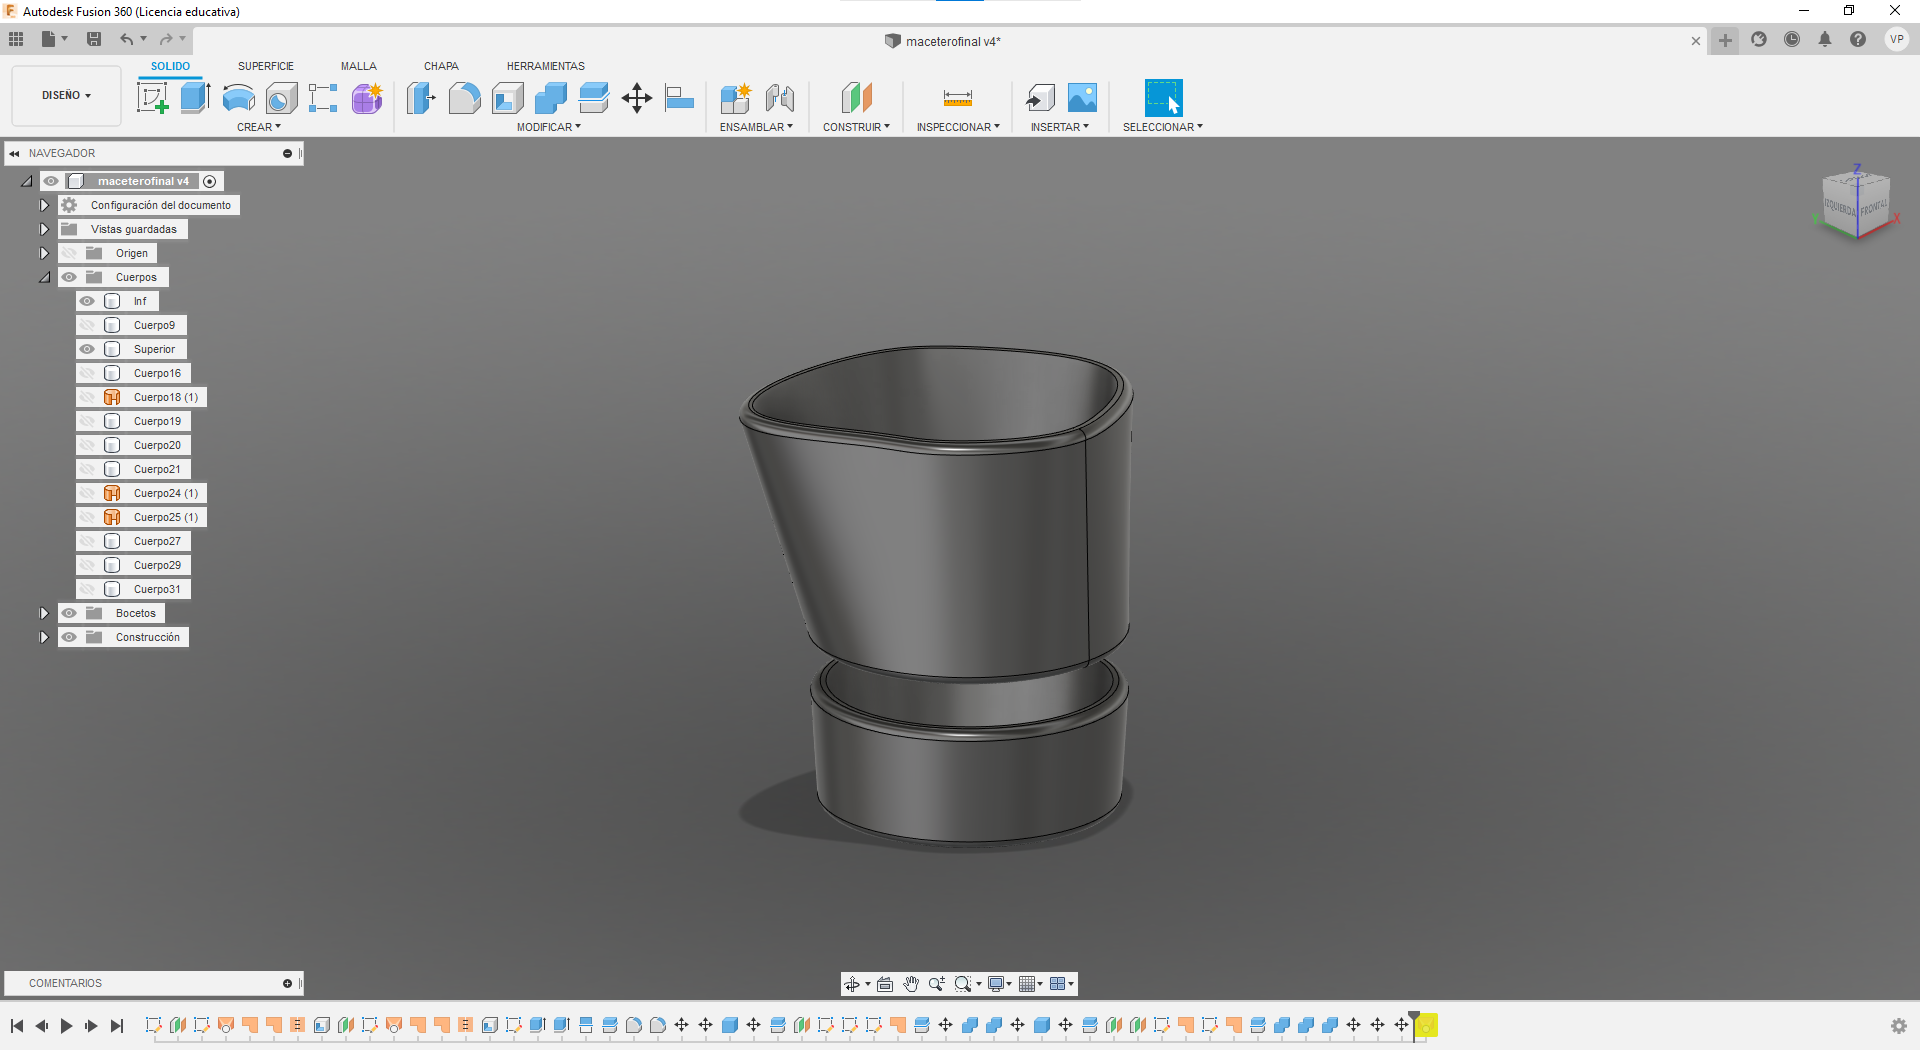 Autodesk Fusion 360 (Licencia educativa)
maceterofinal v4*
VP
DISEÑO
SOLIDO
SUPERFICIE
MALLA
CHAPA
HERRAMIENTAS
CREAR
MODIFICAR
ENSAMBLAR
CONSTRUIR
INSPECCIONAR
INSERTAR
SELECCIONAR
NAVEGADOR
maceterofinal v4
Configuración del documento
Vistas guardadas
Origen
Cuerpos
Inf
Cuerpo9
Superior
Cuerpo16
Cuerpo18 (1)
Cuerpo19
Cuerpo20
Cuerpo21
Cuerpo24 (1)
Cuerpo25 (1)
Cuerpo27
Cuerpo29
Cuerpo31
Bocetos
Construcción
Z
IZQUIERDA
FRONTAL
Y
X
COMENTARIOS